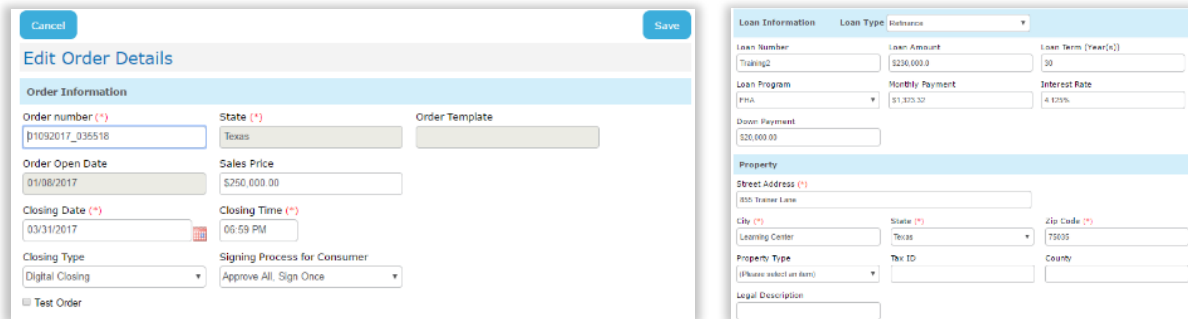 Cancel
Save
Edit Order Details
Order Information
Order number (*)
State (*)
Order Template
01092017_035518
Texas
Order Open Date
Sales Price
01/08/2017
$250,000.00
Closing Date (*)
Closing Time (*)
03/31/2017
06:59 PM
Closing Type
Signing Process for Consumer
Digital Closing
Approve All, Sign Once
Test Order
Loan Information Loan Type Refinance
Loan Number
Loan Amount
Loan Term (Year(s))
Training2
$230,000.0
30
Loan Program
Monthly Payment
Interest Rate
FHA
$1,323.32
4.125%
Down Payment
$20,000.00
Property
Street Address (*)
855 Trainer Lane
City (*)
State (*)
Zip Code (*)
Learning Center
Texas
Property Type
Tax ID
County
(Please select an item)
Legal Description